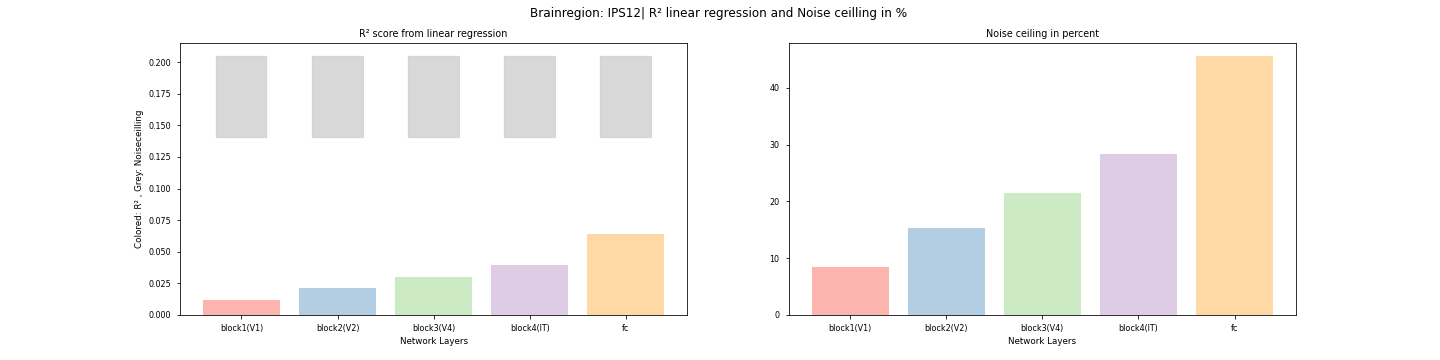 Brainregion: IPS12| R² linear regression and Noise ceilling in %
R² score from linear regression
Colored: R² , Grey: Noiseceilling
0.200
0.175
0.150
0.125
0.100
0.075
0.050
0.025
0.000
block1(V1) block2(V2) block3(V4) block4(IT) fc
Network Layers
Noise ceiling in percent
40
30
20
10
0
block1(V1) block2(V2) block3(V4) block4(IT) fc
Network Layers